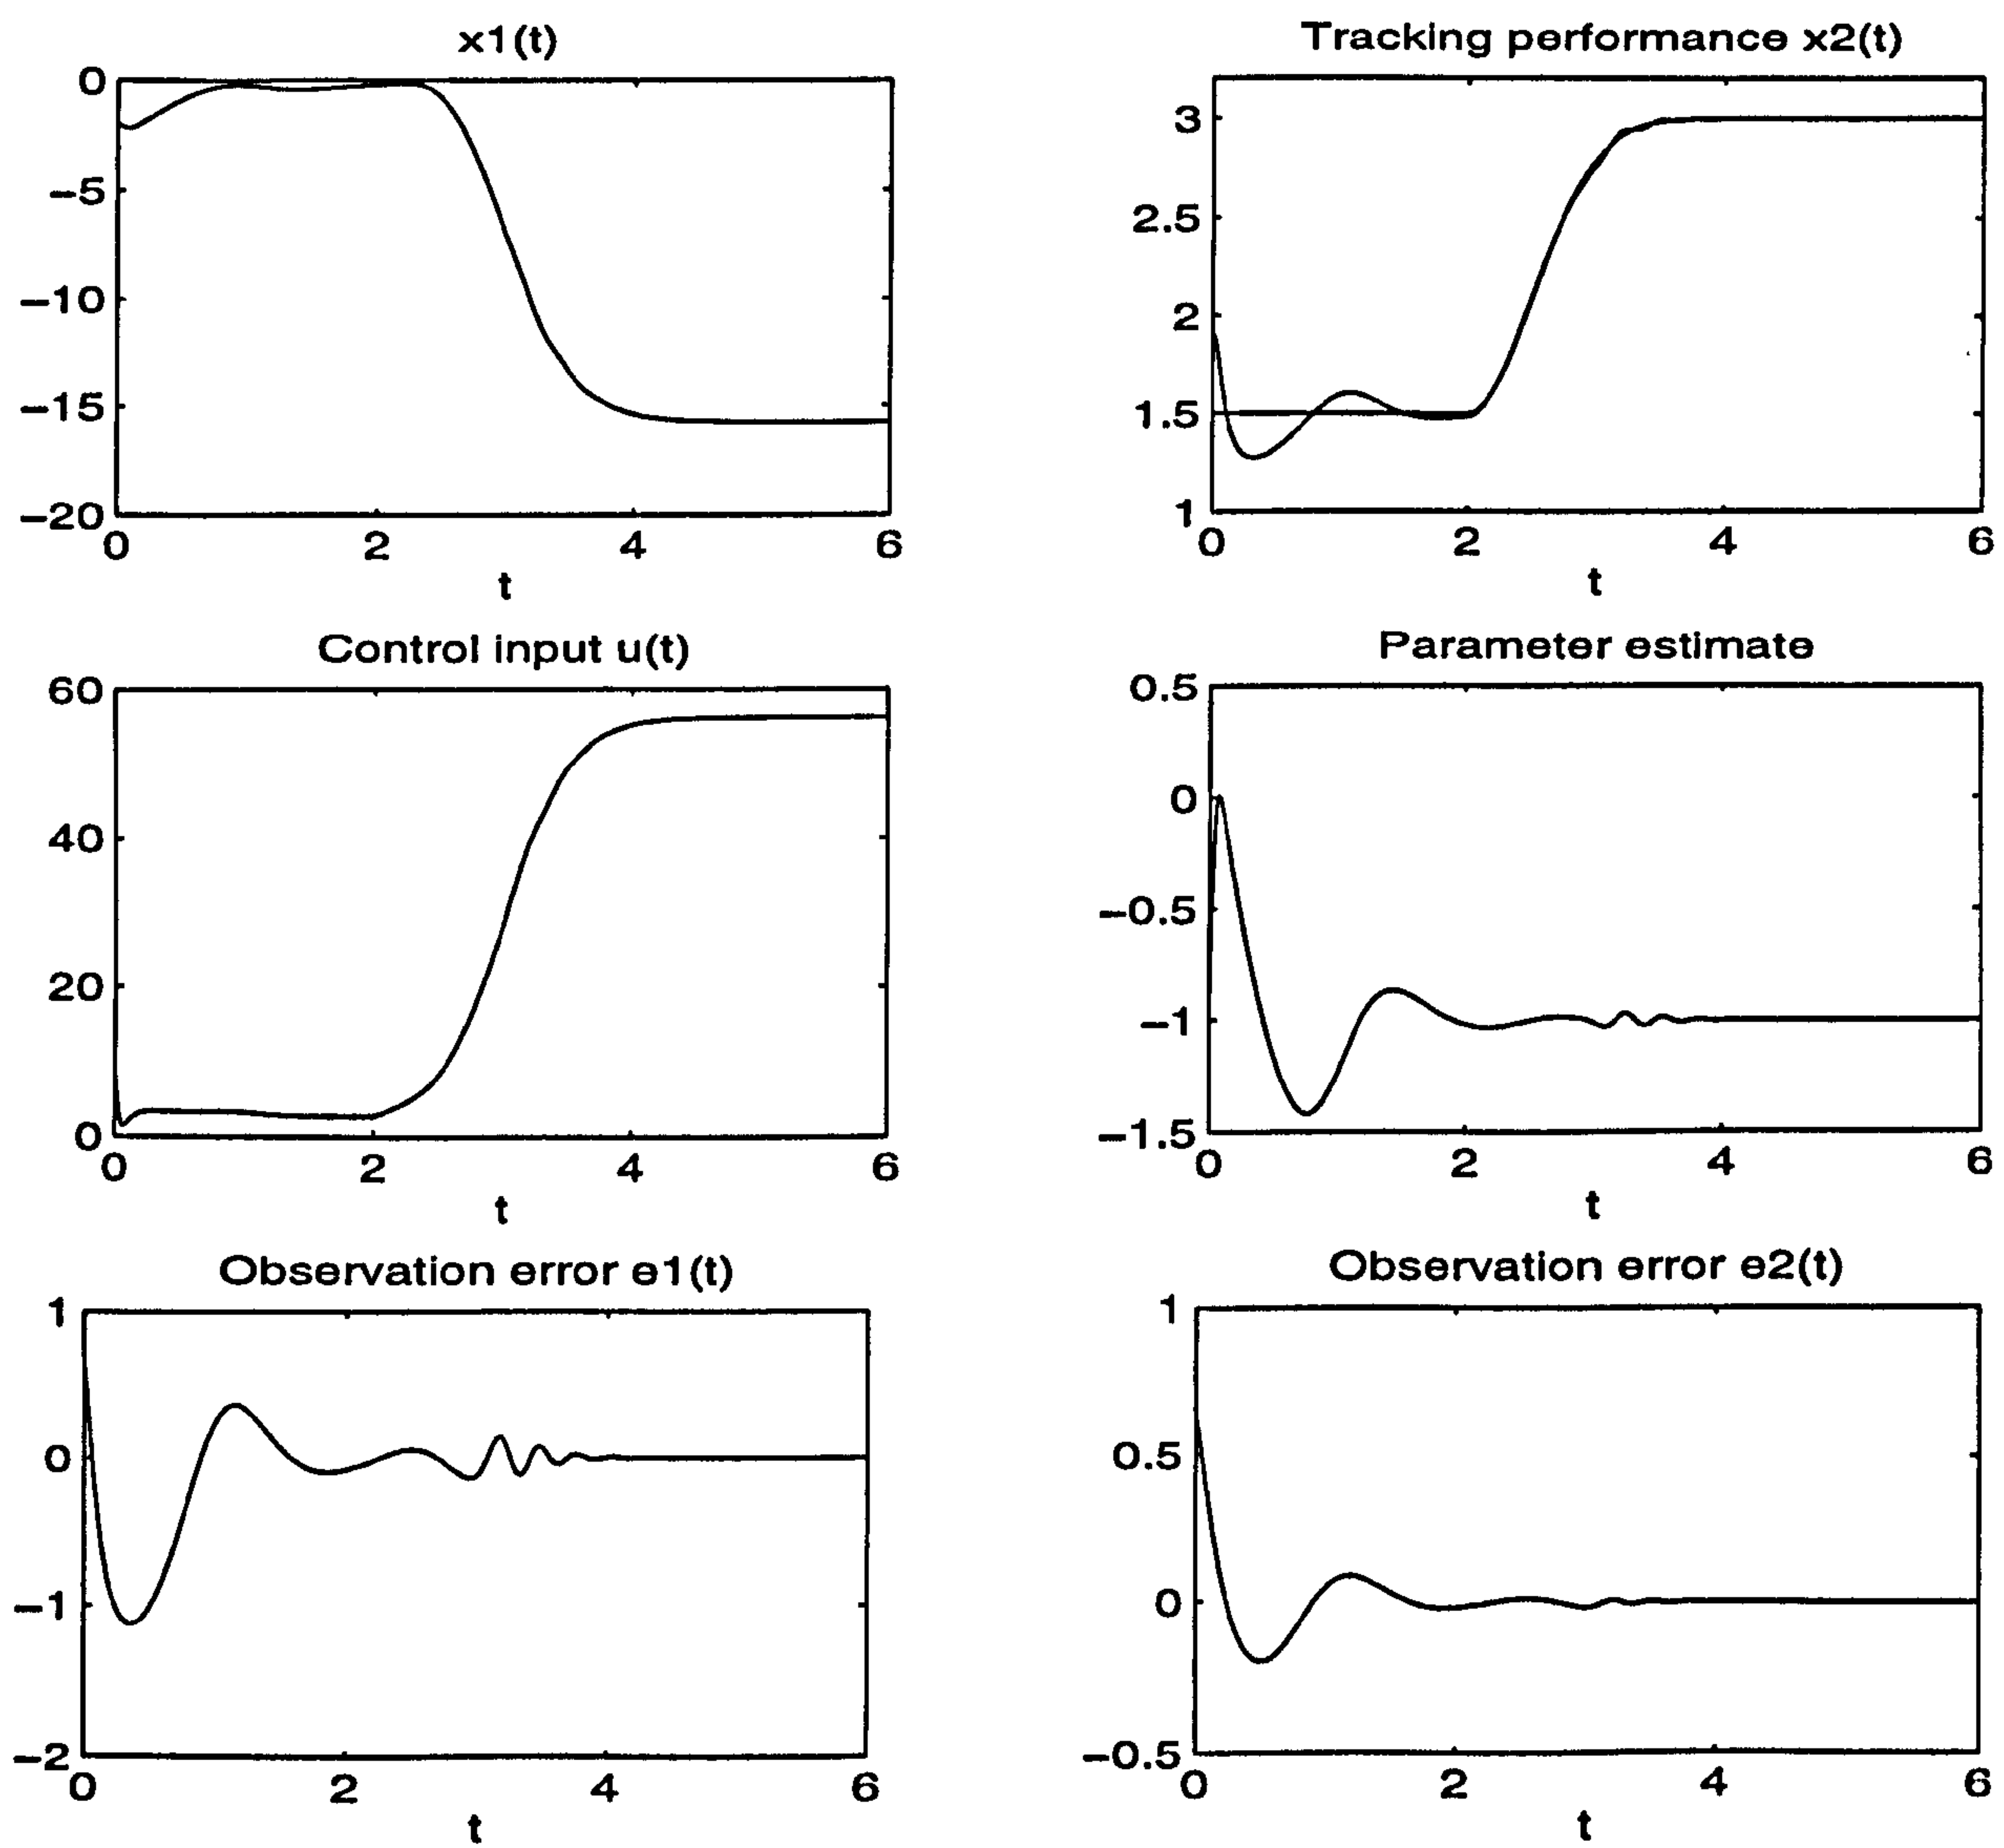 x1(t)
0
−5
−10
−15
−20
0 2 4 6
t
Tracking performance x2(t)
3
2.5
2
1.5
1
0 2 4 6
t
Control input u(t)
60
40
20
0
0 2 4 6
t
Parameter estimate
0.5
0
−0.5
−1
−1.5
0 2 4 6
t
Observation error e1(t)
1
0
−1
−2
0 2 4 6
t
Observation error e2(t)
1
0.5
0
−0.5
0 2 4 6
t